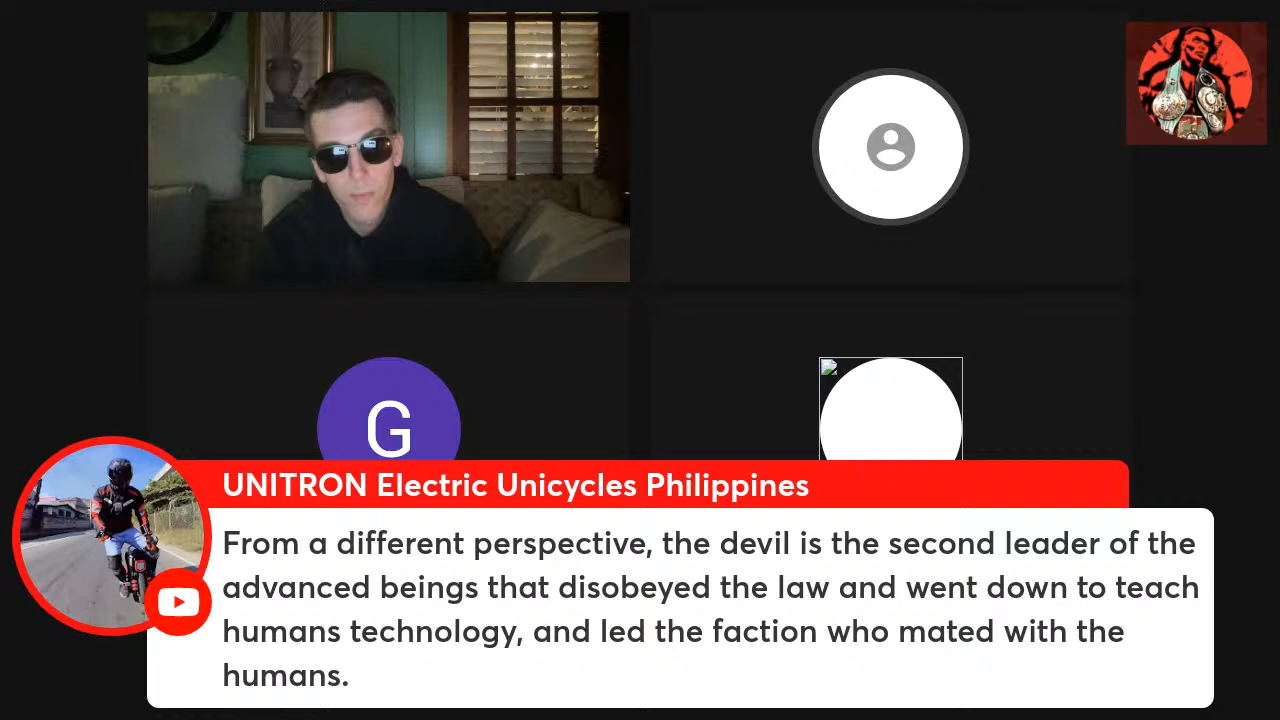 G
UNITRON Electric Unicycles Philippines
From a different perspective, the devil is the second leader of the
advanced beings that disobeyed the law and went down to teach
humans technology, and led the faction who mated with the
humans.